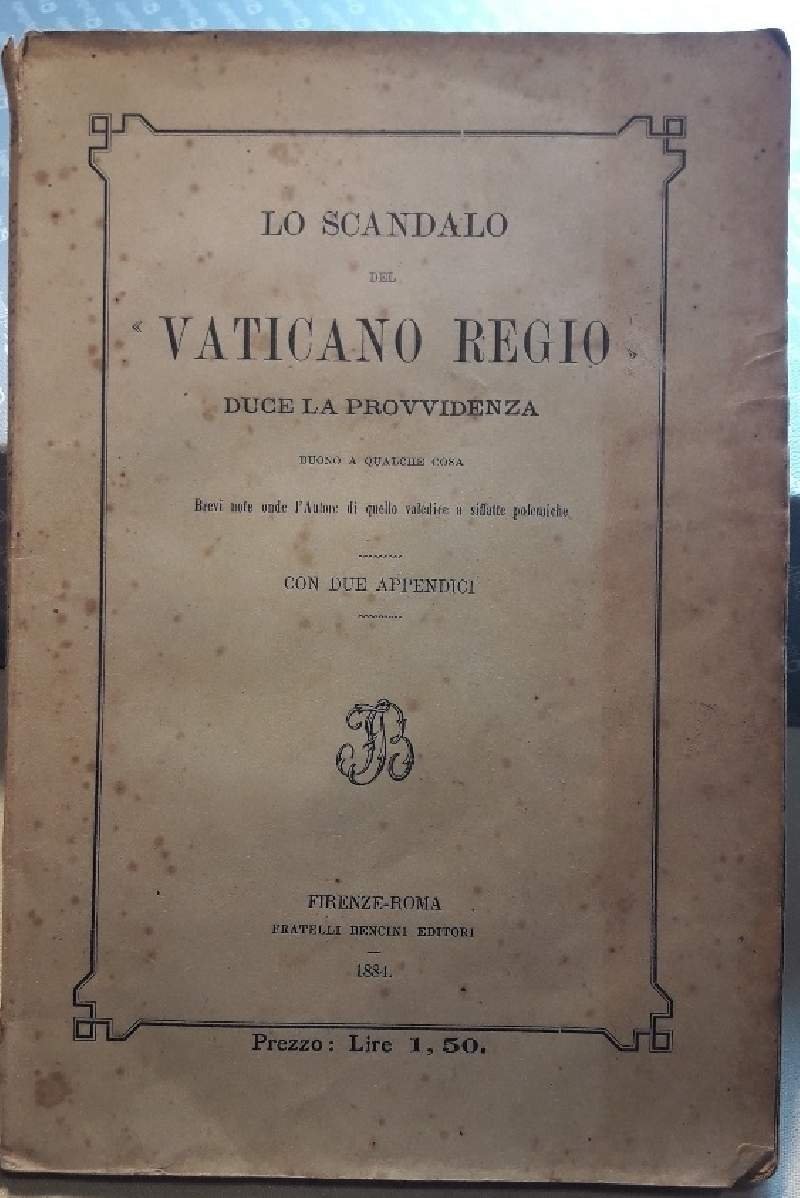 LO SCANDALO
DEL
« VATICANO REGIO »
DUCE LA PROVVIDENZA
BUONO A QUALCHE COSA
Brevi note onde l'Autore di quello valedice a siffatte polemiche
CON DUE APPENDICI
FIRENZE-ROMA
FRATELLI BENCINI EDITORI
1884.
Prezzo: Lire 1,50.